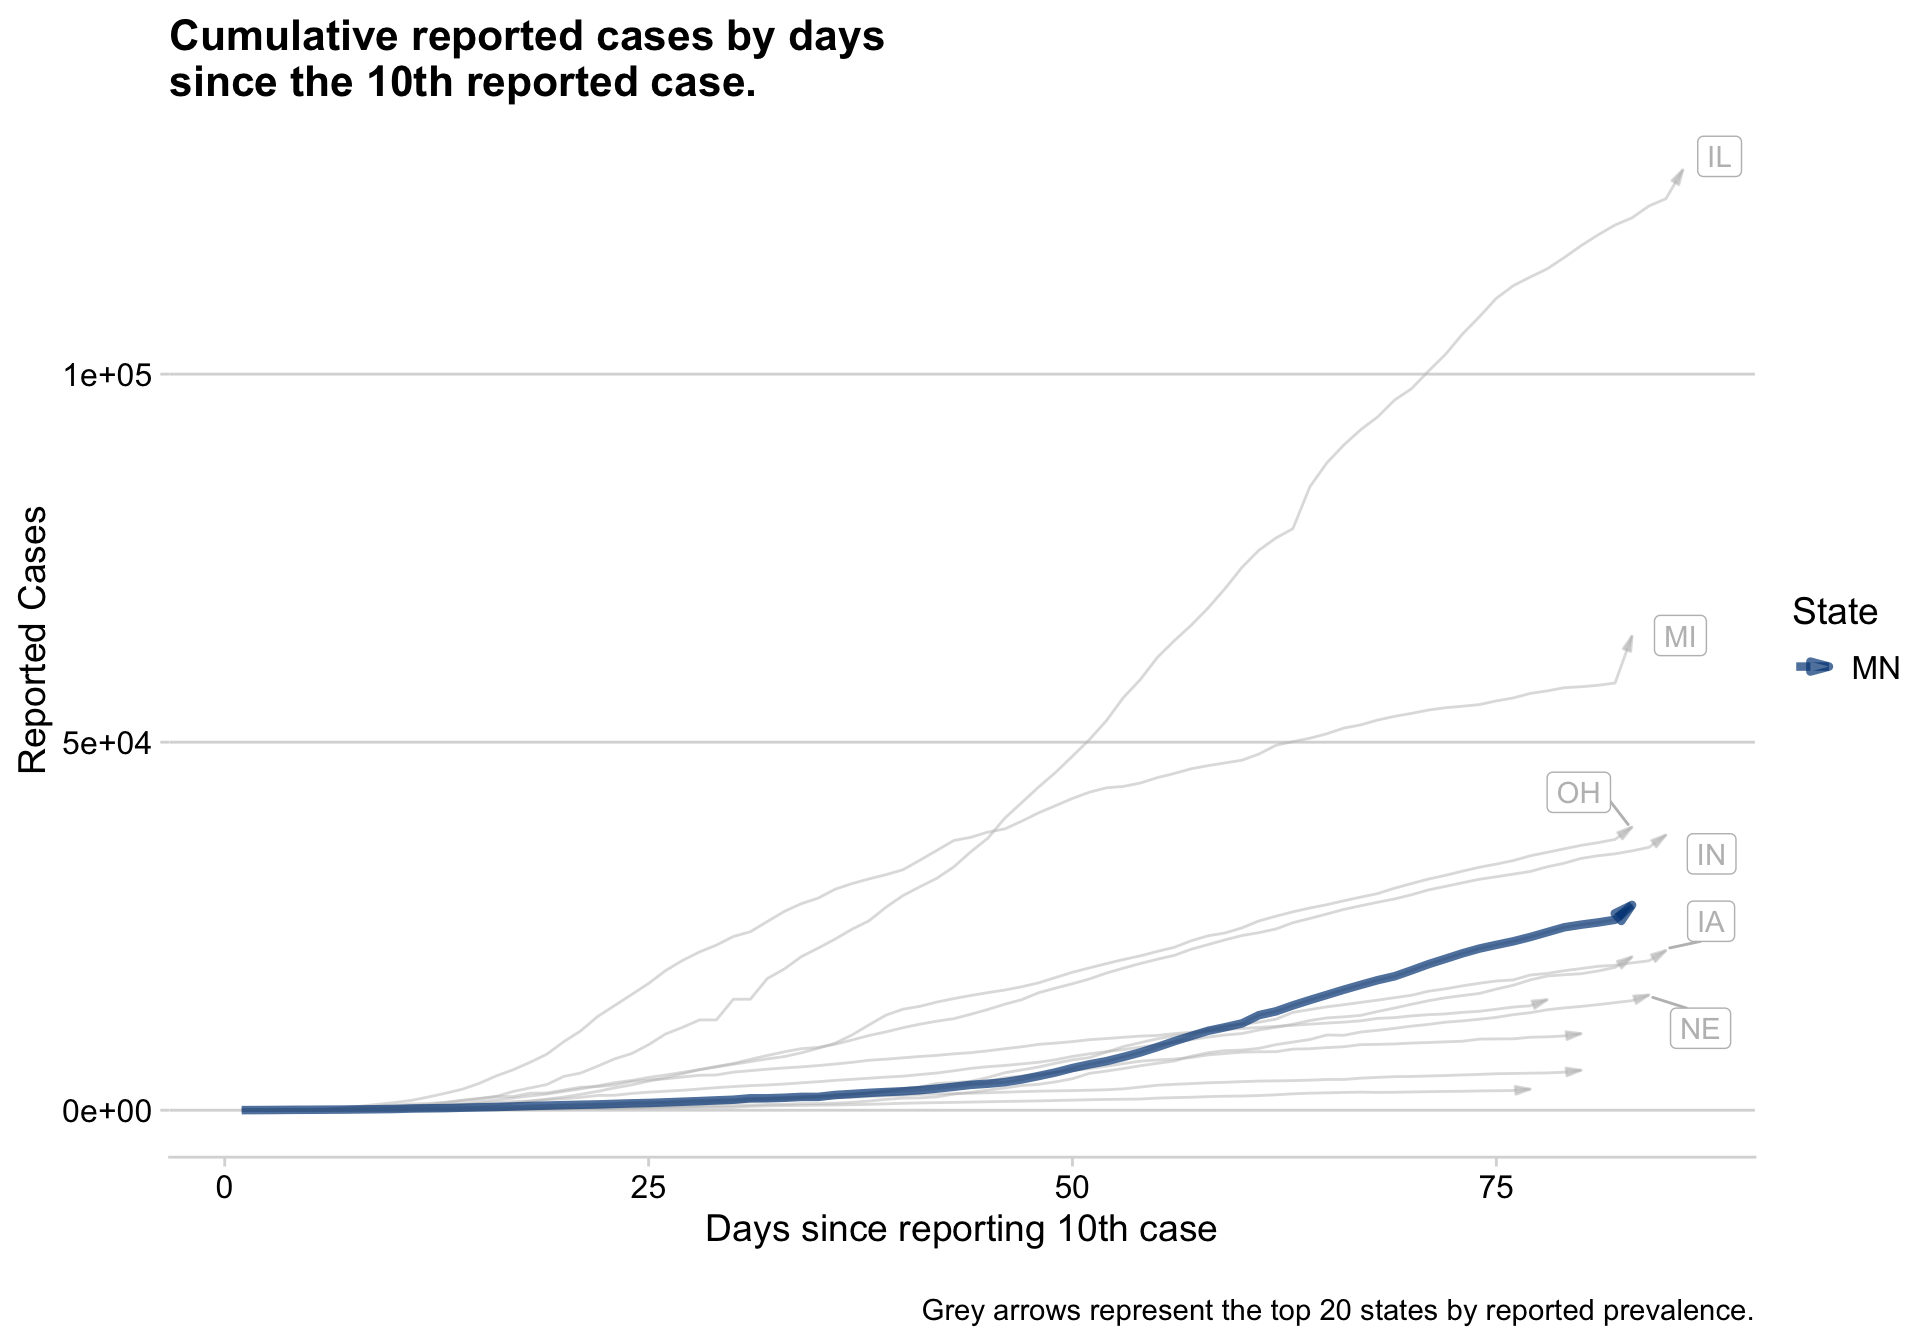 Cumulative reported cases by days
since the 10th reported case.
IL
1e+05
MI
5e+04
OH
IN
IA
NE
0e+00
Reported Cases
State
MN
0 25 50 75
Days since reporting 10th case
Grey arrows represent the top 20 states by reported prevalence.